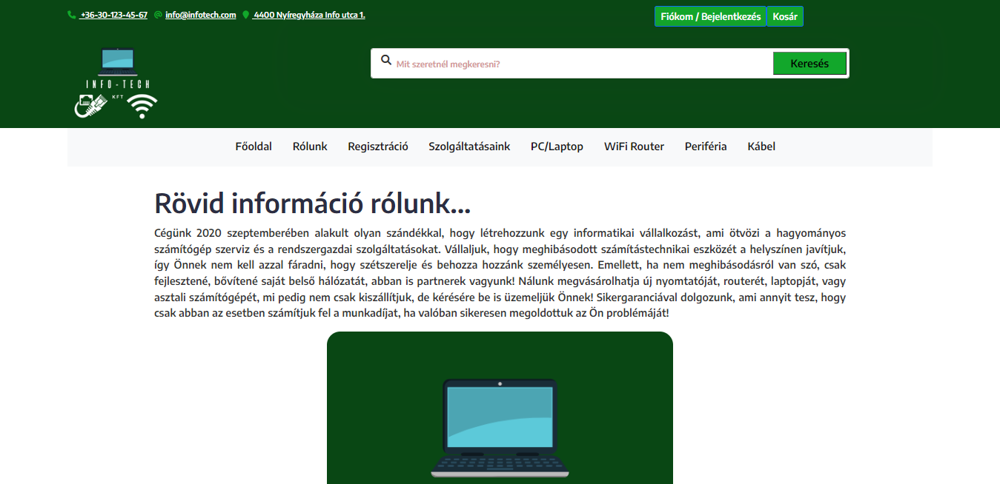 +36-30-123-45-67 info@infotech.com 4400 Nyíregyháza Info utca 1.
Fiókom / Bejelentkezés Kosár
INFO-TECH
KFT
Mit szeretnél megkeresni?
Keresés
Főoldal Rólunk Regisztráció Szolgáltatásaink PC/Laptop WiFi Router Periféria Kábel
Rövid információ rólunk...
Cégünk 2020 szeptemberében alakult olyan szándékkal, hogy létrehozzunk egy informatikai vállalkozást, ami ötvözi a hagyományos
számítógép szerviz és a rendszergazdai szolgáltatásokat. Vállaljuk, hogy meghibásodott számítástechnikai eszközét a helyszínen javítjuk,
így Önnek nem kell azzal fáradni, hogy szétszerelje és behozza hozzánk személyesen. Emellett, ha nem meghibásodásról van szó, csak
fejlesztené, bővítené saját belső hálózatát, abban is partnerek vagyunk! Nálunk megvásárolhatja új nyomtatóját, routerét, laptopját, vagy
asztali számítógépét, mi pedig nem csak kiszállítjuk, de kérésére be is üzemeljük Önnek! Sikergaranciával dolgozunk, ami annyit tesz, hogy
csak abban az esetben számítjuk fel a munkadíjat, ha valóban sikeresen megoldottuk az Ön problémáját!